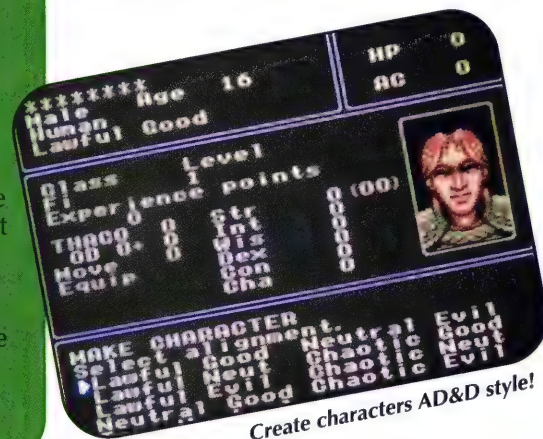 ********
Male Age 16
Human
Lawful Good
HP 0
AC 0
Class Level
Fi 1
Experience points
0
THAC0 0 Str 0(00)
OD 0+ 0 Int 0
Move 0 Wis 0
Equip Dex 0
Con 0
Cha 0
MAKE CHARACTER
Select alignment.
Lawful Good Neutral Evil
Lawful Neut Chaotic Good
Lawful Evil Chaotic Neut
Neutral Good Chaotic Evil
Create characters AD&D style!